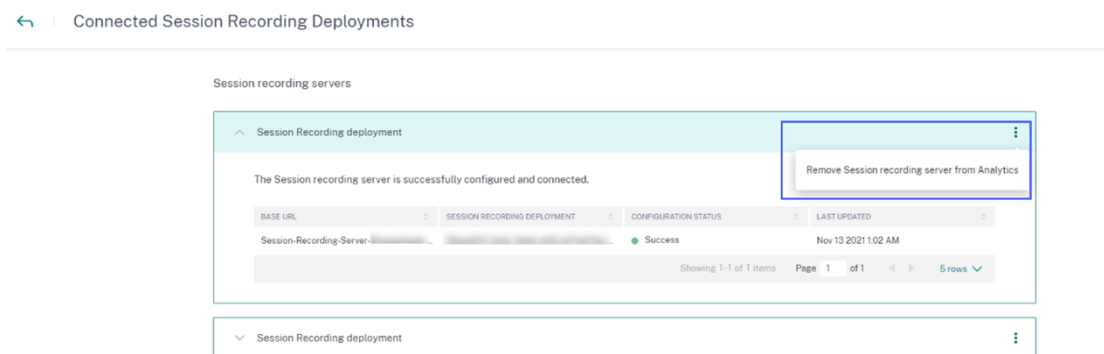 Connected Session Recording Deployments
Session recording servers
Session Recording deployment
Remove Session recording server from Analytics
The Session recording server is successfully configured and connected.
BASE URL SESSION RECORDING DEPLOYMENT CONFIGURATION STATUS LAST UPDATED
Session-Recording-Server- ... Success Nov 13 2021 1:02 AM
Showing 1-1 of 1 items Page 1 of 1 5 rows
Session Recording deployment